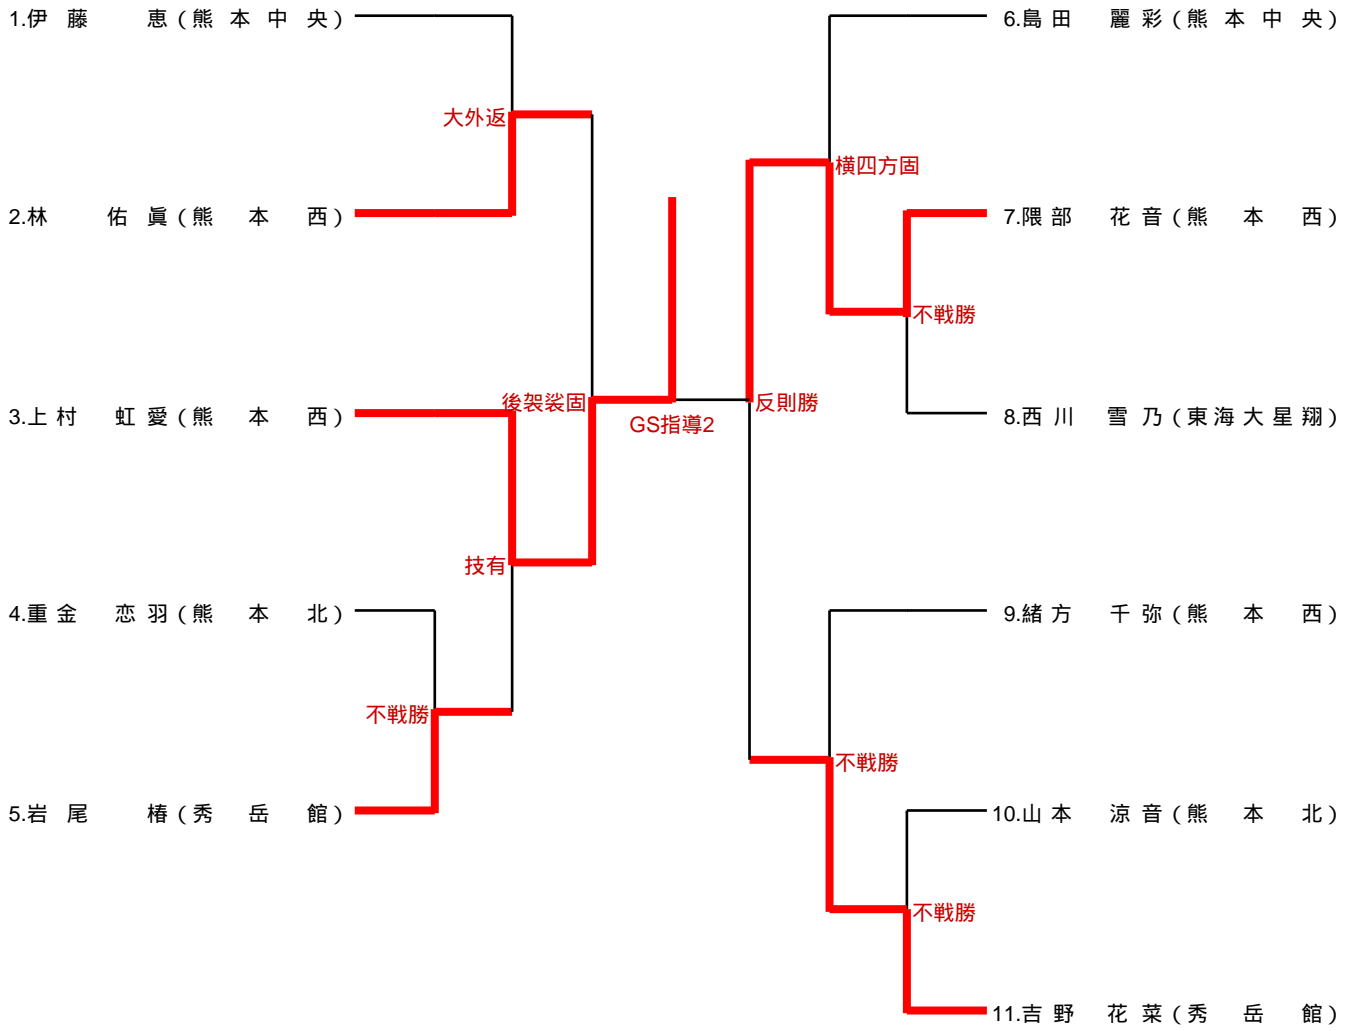 1.伊藤 恵(熊本中央)
6.島田 麗彩(熊本中央)
大外返
横四方固
2.林 佑眞(熊本西)
7.隈部 花音(熊本西)
不戦勝
後袈裟固
反則勝
3.上村 虹愛(熊本西)
GS指導2
8.西川 雪乃(東海大星翔)
技有
4.重金 恋羽(熊本北)
9.緒方 千弥(熊本西)
不戦勝
不戦勝
5.岩尾 椿(秀岳館)
10.山本 涼音(熊本北)
不戦勝
11.吉野 花菜(秀岳館)